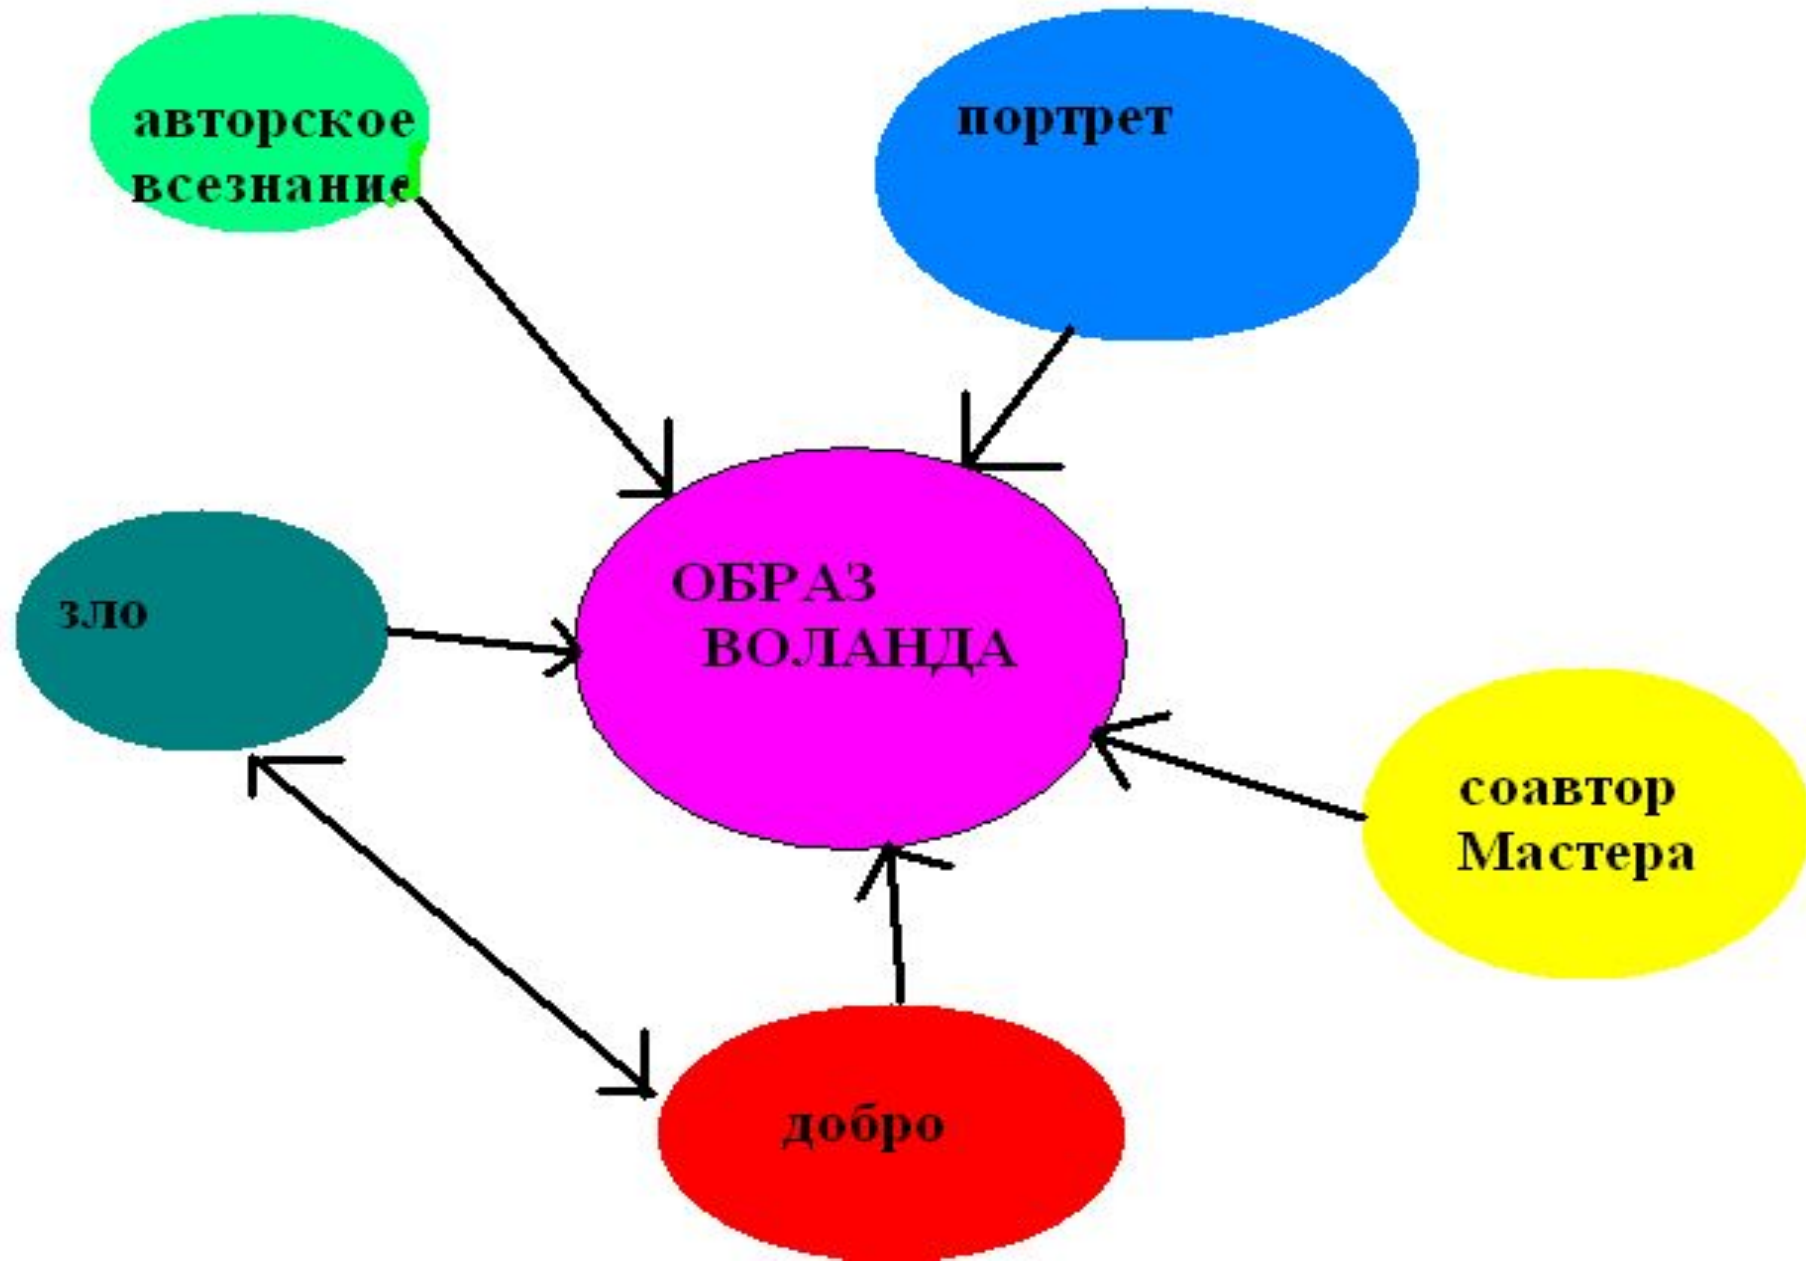 авторское
всезнание
портрет
зло
ОБРАЗ
ВОЛАНДА
соавтор
Мастера
добро